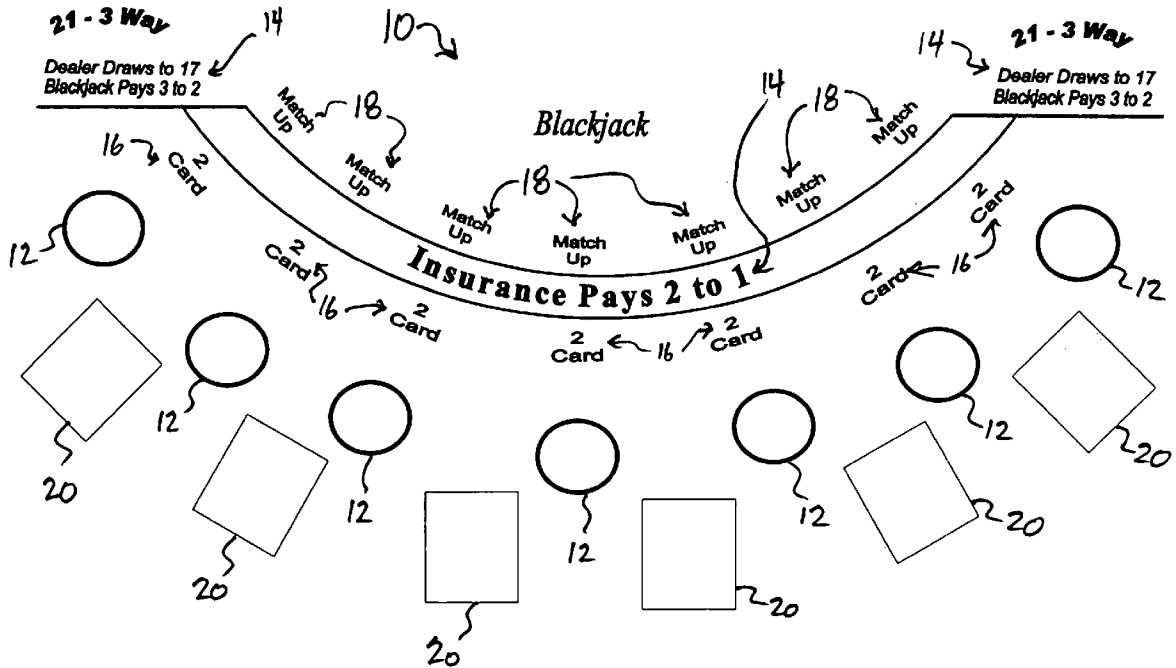 21 - 3 Way
14
10
14
21 - 3 Way
Dealer Draws to 17
Blackjack Pays 3 to 2
Dealer Draws to 17
Blackjack Pays 3 to 2
14
Match
Up
18
Blackjack
18
Match
Up
16
2
Card
Match
Up
Match
Up
18
Match
Up
Match
Up
Match
Up
2
Card
12
2
Card
Insurance Pays 2 to 1
2
Card
16
12
16
2
Card
2
Card
16
2
Card
12
12
12
12
12
20
20
20
20
20
20